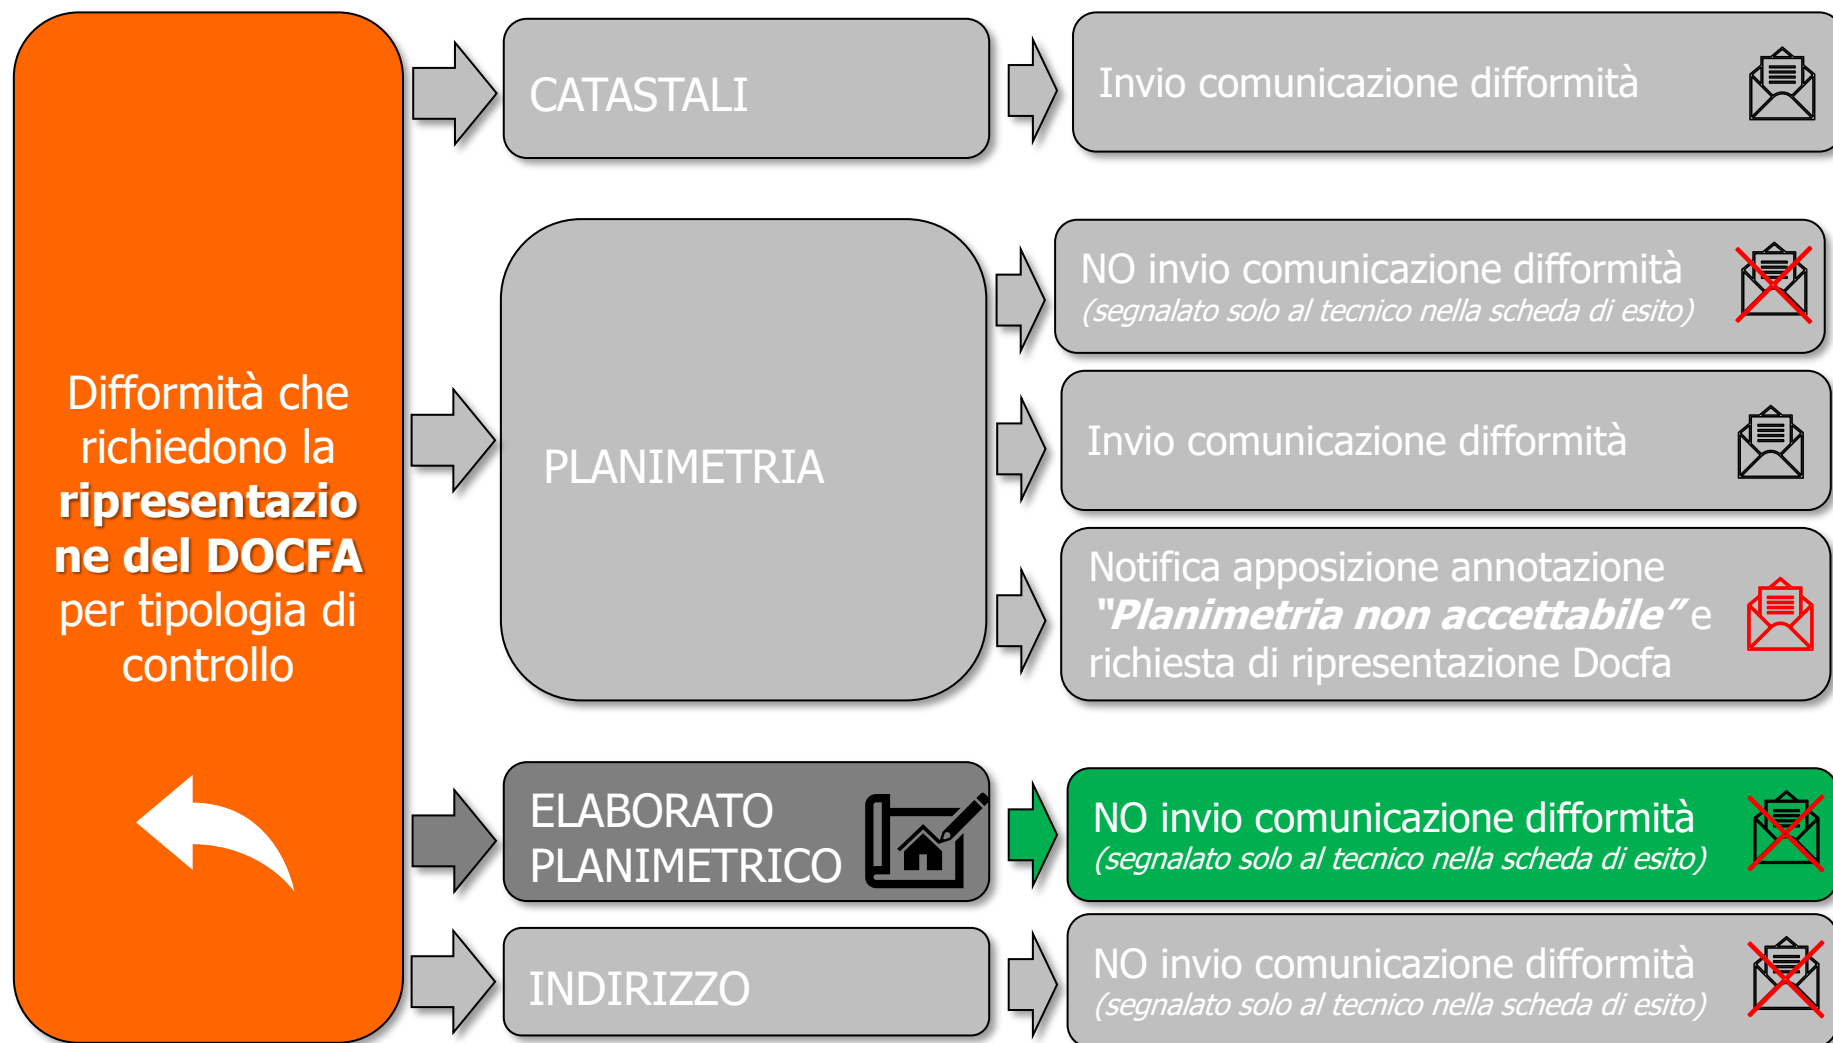 Difformità che
richiedono la
ripresentazio
ne del DOCFA
per tipologia di
controllo
CATASTALI
Invio comunicazione difformità
PLANIMETRIA
NO invio comunicazione difformità
(segnalato solo al tecnico nella scheda di esito)
Invio comunicazione difformità
Notifica apposizione annotazione
“Planimetria non accettabile” e
richiesta di ripresentazione Docfa
ELABORATO
PLANIMETRICO
NO invio comunicazione difformità
(segnalato solo al tecnico nella scheda di esito)
INDIRIZZO
NO invio comunicazione difformità
(segnalato solo al tecnico nella scheda di esito)